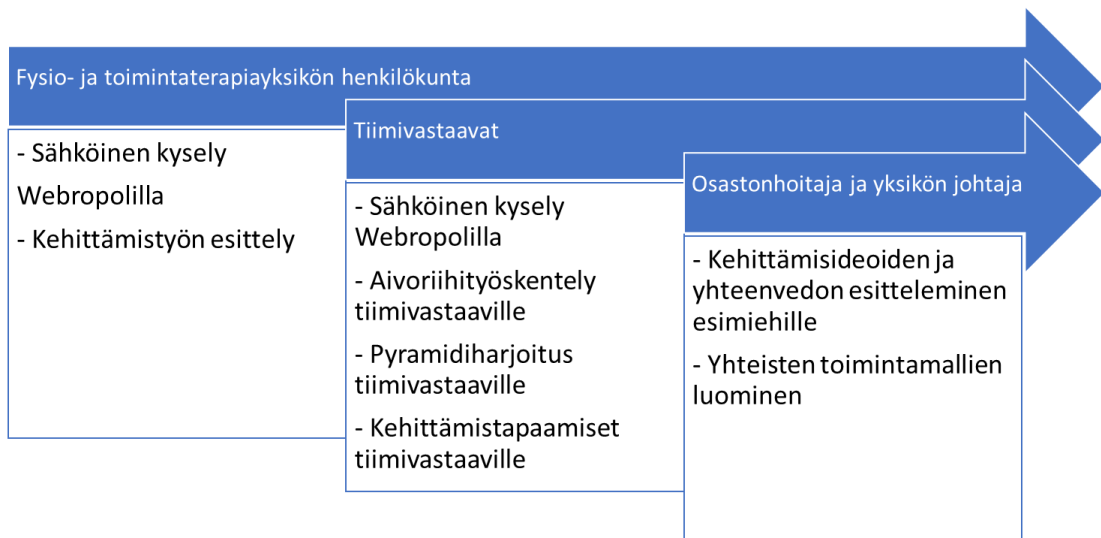 Fysio- ja toimintaterapiayksikön henkilökunta
- Sähköinen kysely
Webropolilla
- Kehittämistyön esittely
Tiimivastaavat
- Sähköinen kysely
Webropolilla
- Aivoriihityöskentely
tiimivastaaville
- Pyramidiharjoitus
tiimivastaaville
- Kehittämistapaamiset
tiimivastaaville
Osastonhoitaja ja yksikön johtaja
- Kehittämisideoiden ja
yhteenvedon esitteleminen
esimiehille
- Yhteisten toimintamallien
luominen